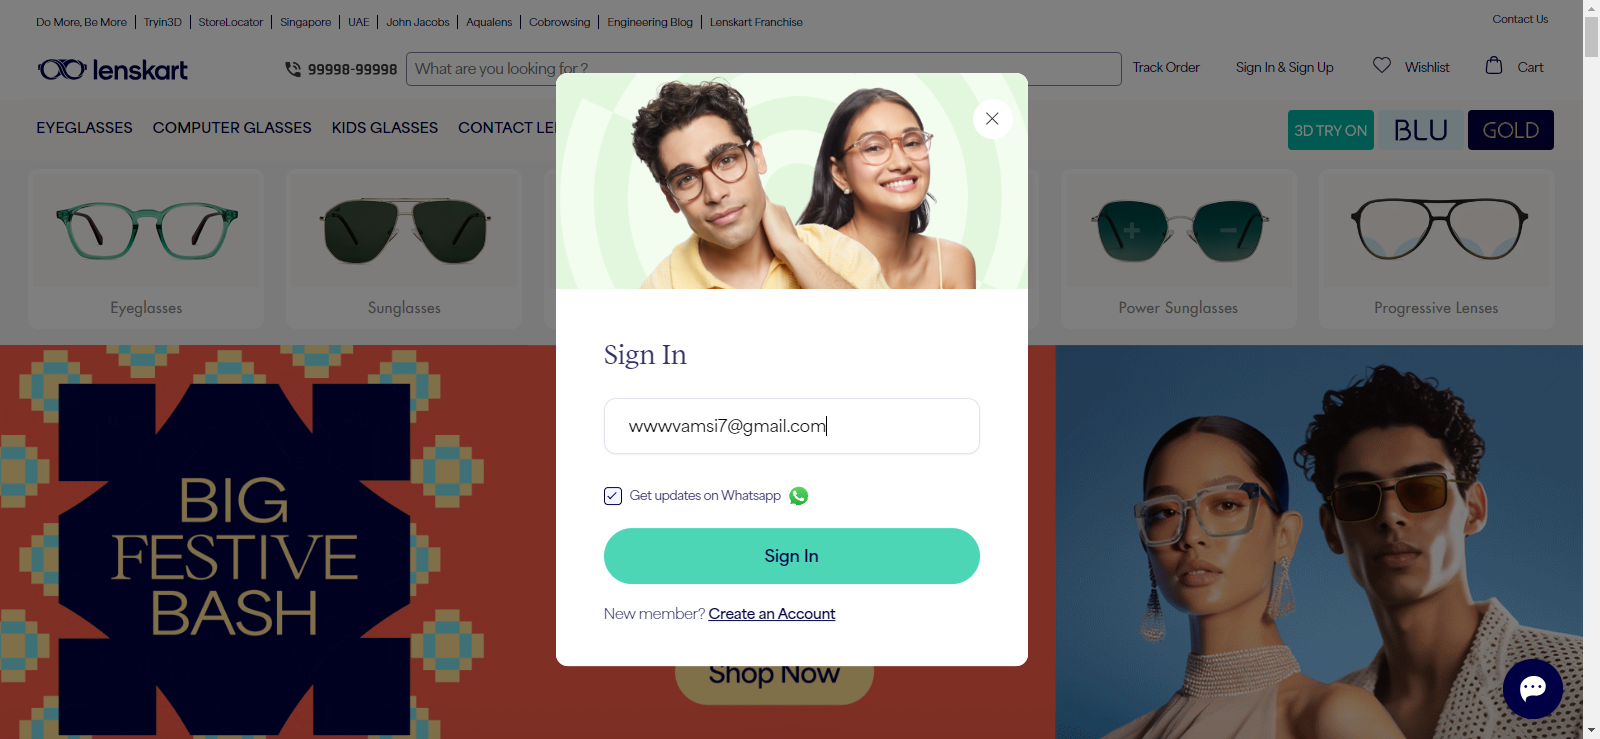 Do More, Be More | Tryin3D | StoreLocator | Singapore | UAE | John Jacobs | Aqualens | Cobrowsing | Engineering Blog | Lenskart Franchise
Contact Us
lenskart
99998-99998
What are you looking for ?
Track Order
Sign In & Sign Up
Wishlist
Cart
EYEGLASSES
COMPUTER GLASSES
KIDS GLASSES
CONTACT LE
3D TRY ON
BLU
GOLD
Eyeglasses
Sunglasses
Power Sunglasses
Progressive Lenses
Sign In
wwwvamsi7@gmail.com
Get updates on Whatsapp
Sign In
New member? Create an Account
BIG
FESTIVE
BASH
Shop Now